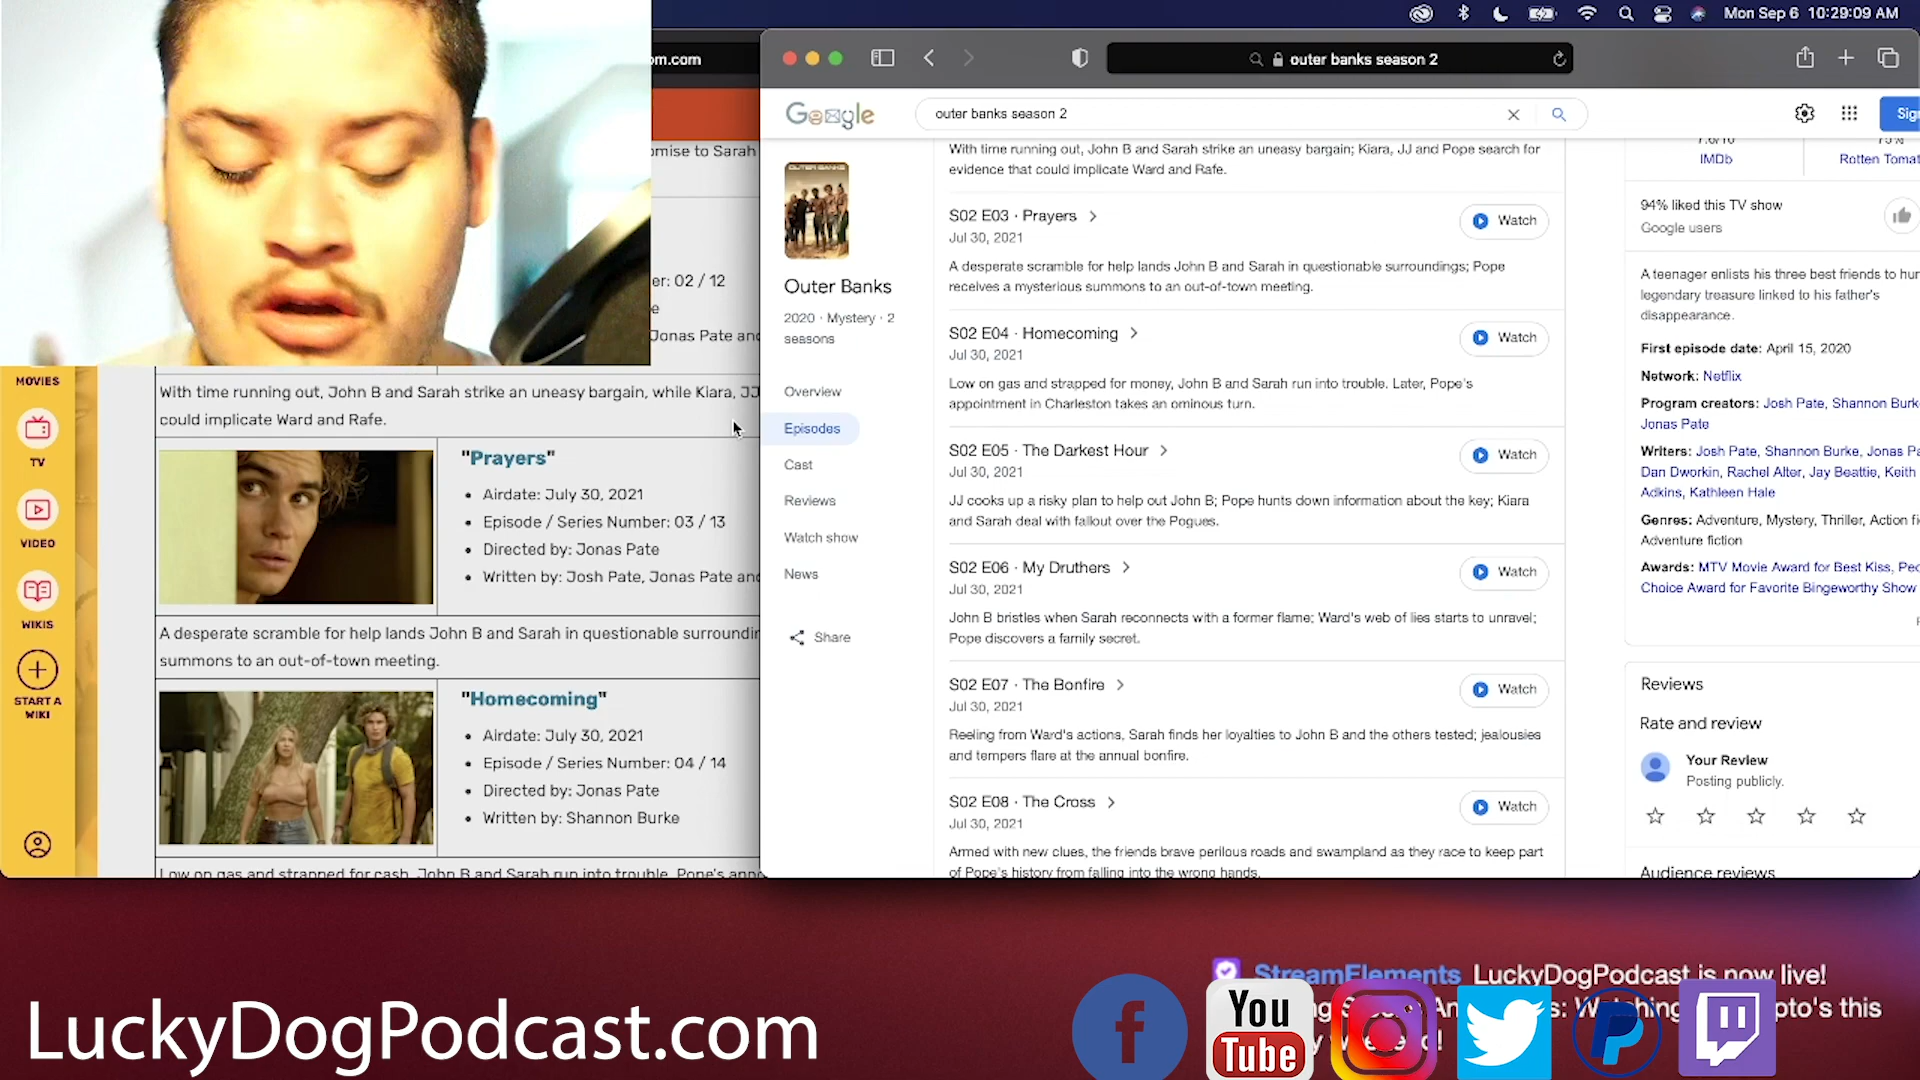 Mon Sep 6 10:29:09 AM
om.com
outer banks season 2
Google
outer banks season 2
Sig
omise to Sarah
er: 02 / 12
e
Jonas Pate and
MOVIES
TV
VIDEO
WIKIS
START A
WIKI
With time running out, John B and Sarah strike an uneasy bargain, while Kiara, JJ
could implicate Ward and Rafe.
"Prayers"
• Airdate: July 30, 2021
• Episode / Series Number: 03 / 13
• Directed by: Jonas Pate
• Written by: Josh Pate, Jonas Pate and
A desperate scramble for help lands John B and Sarah in questionable surroundin
summons to an out-of-town meeting.
"Homecoming"
• Airdate: July 30, 2021
• Episode / Series Number: 04 / 14
• Directed by: Jonas Pate
• Written by: Shannon Burke
Low on gas and strapped for cash, John B and Sarah run into trouble. Pope's appo
OUTER BANKS
Outer Banks
2020 · Mystery · 2
seasons
Overview
Episodes
Cast
Reviews
Watch show
News
Share
With time running out, John B and Sarah strike an uneasy bargain; Kiara, JJ and Pope search for
evidence that could implicate Ward and Rafe.
S02 E03 · Prayers
Watch
Jul 30, 2021
A desperate scramble for help lands John B and Sarah in questionable surroundings; Pope
receives a mysterious summons to an out-of-town meeting.
S02 E04 · Homecoming
Watch
Jul 30, 2021
Low on gas and strapped for money, John B and Sarah run into trouble. Later, Pope's
appointment in Charleston takes an ominous turn.
S02 E05 · The Darkest Hour
Watch
Jul 30, 2021
JJ cooks up a risky plan to help out John B; Pope hunts down information about the key; Kiara
and Sarah deal with fallout over the Pogues.
S02 E06 · My Druthers
Watch
Jul 30, 2021
John B bristles when Sarah reconnects with a former flame; Ward's web of lies starts to unravel;
Pope discovers a family secret.
S02 E07 · The Bonfire
Watch
Jul 30, 2021
Reeling from Ward's actions, Sarah finds her loyalties to John B and the others tested; jealousies
and tempers flare at the annual bonfire.
S02 E08 · The Cross
Watch
Jul 30, 2021
Armed with new clues, the friends brave perilous roads and swampland as they race to keep part
of Pope's history from falling into the wrong hands.
IMDb
Rotten Tomat
94% liked this TV show
Google users
A teenager enlists his three best friends to hun
legendary treasure linked to his father's
disappearance.
First episode date: April 15, 2020
Network: Netflix
Program creators: Josh Pate, Shannon Burk
Jonas Pate
Writers: Josh Pate, Shannon Burke, Jonas Pa
Dan Dworkin, Rachel Alter, Jay Beattie, Keith
Adkins, Kathleen Hale
Genres: Adventure, Mystery, Thriller, Action fi
Adventure fiction
Awards: MTV Movie Award for Best Kiss, Peo
Choice Award for Favorite Bingeworthy Show
Reviews
Rate and review
Your Review
Posting publicly.
Audience reviews
StreamElements LuckyDogPodcast is now live!
LuckyDogPodcast.com
f
You
Tube